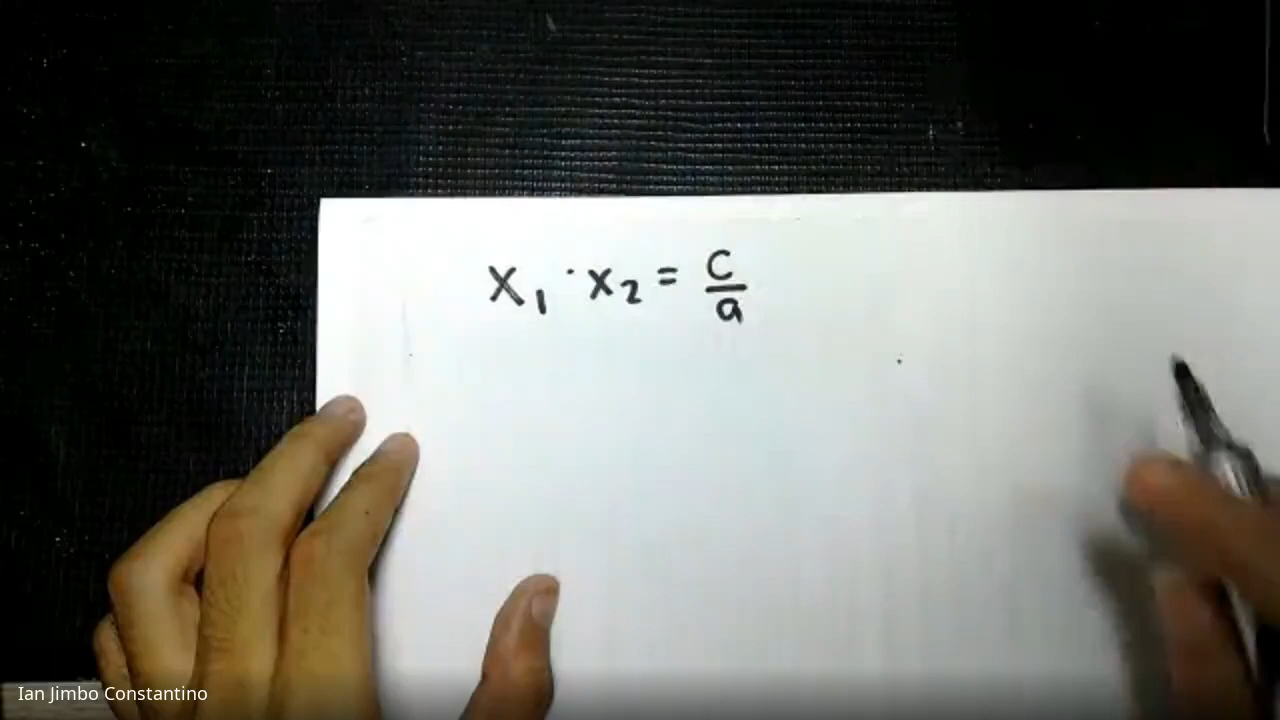 x₁ · x₂ = c/a
Ian Jimbo Constantino